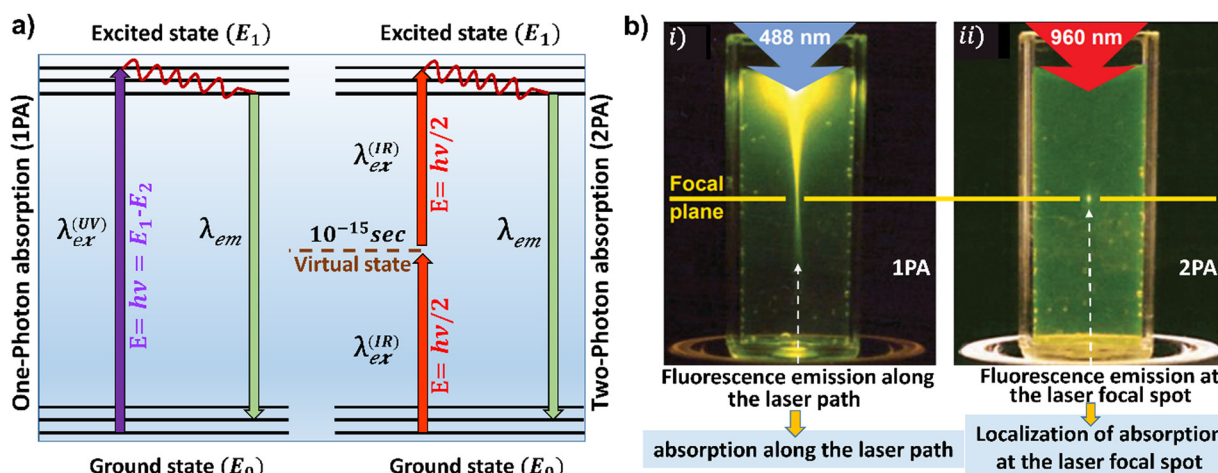 a)
Excited state (E₁)
Excited state (E₁)
One-Photon absorption (1PA)
λₑₓ⁽ᵁⱽ⁾
E= hν = E₁-E₂
λₑₘ
λₑₓ⁽ᴵᴿ⁾
E= hν/2
10⁻¹⁵sec
Virtual state
λₑₓ⁽ᴵᴿ⁾
E= hν/2
λₑₘ
Two-Photon absorption (2PA)
Ground state (E₀)
Ground state (E₀)
b)
i)
488 nm
ii)
960 nm
Focal
plane
1PA
2PA
Fluorescence emission along
the laser path
absorption along the laser path
Fluorescence emission at
the laser focal spot
Localization of absorption
at the laser focal spot